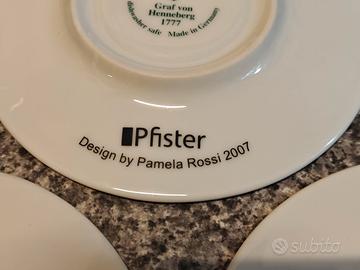 Graf von
Henneberg
1777
dishwasher safe Made in Germany
Pfister
Design by Pamela Rossi 2007
subito